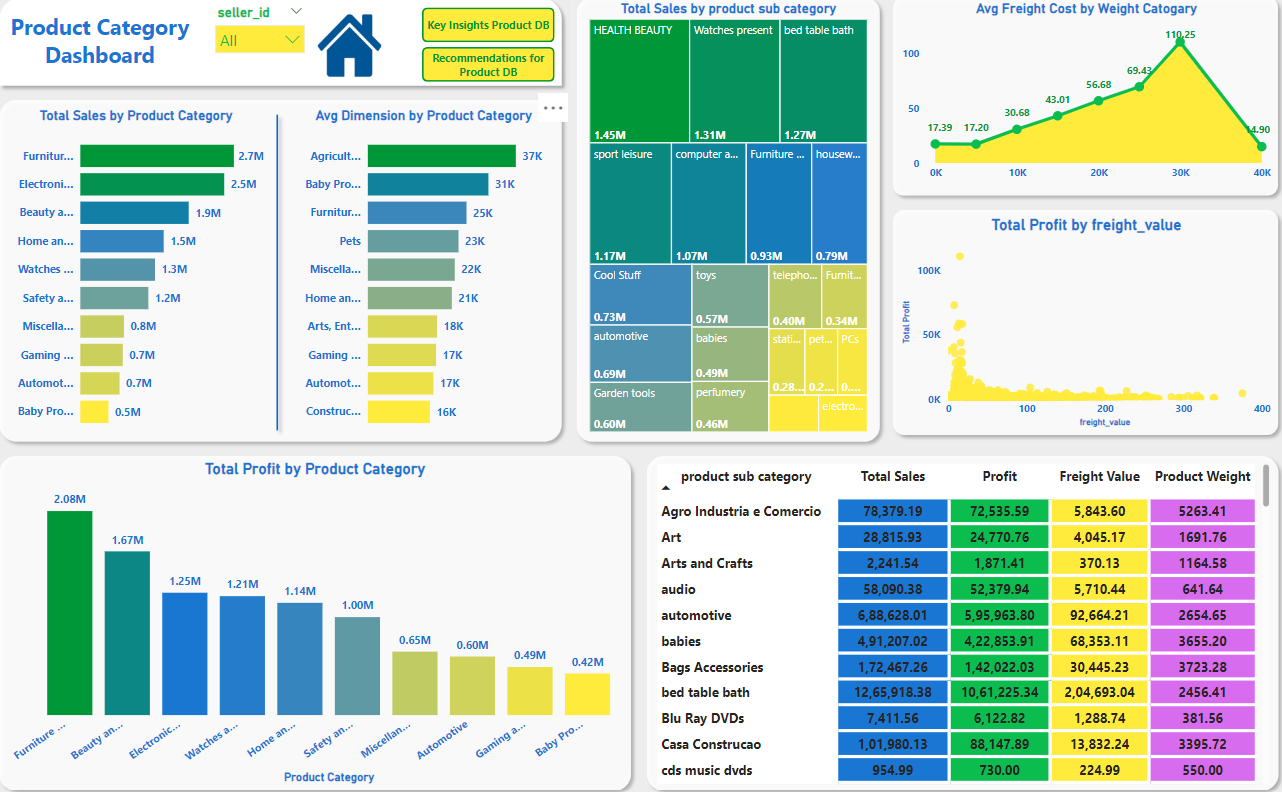 Product Category
Dashboard
seller_id
All
Key Insights Product DB
Recommendations for
Product DB
Total Sales by Product Category
Furnitur... 2.7M
Electroni... 2.5M
Beauty a... 1.9M
Home an... 1.5M
Watches ... 1.3M
Safety a... 1.2M
Miscella... 0.8M
Gaming ... 0.7M
Automot... 0.7M
Baby Pro... 0.5M
Avg Dimension by Product Category
Agricult... 37K
Baby Pro... 31K
Furnitur... 25K
Pets 23K
Miscella... 22K
Home an... 21K
Arts, Ent... 18K
Gaming ... 17K
Automot... 17K
Construc... 16K
Total Sales by product sub category
HEALTH BEAUTY
1.45M
Watches present
1.31M
bed table bath
1.27M
sport leisure
1.17M
computer a...
1.07M
Furniture ...
0.93M
housew...
0.79M
Cool Stuff
0.73M
automotive
0.69M
Garden tools
0.60M
toys
0.57M
babies
0.49M
perfumery
0.46M
telepho...
0.40M
Furnit...
0.34M
stati...
0.28...
pet...
0.2...
PCs
0....
electro...
Avg Freight Cost by Weight Catogary
100
50
0
17.39
17.20
30.68
43.01
56.68
69.43
110.25
14.90
0K 10K 20K 30K 40K
Total Profit by freight_value
Total Profit
100K
50K
0K
0 100 200 300 400
freight_value
Total Profit by Product Category
2.08M
1.67M
1.25M
1.21M
1.14M
1.00M
0.65M
0.60M
0.49M
0.42M
Furniture ...
Beauty an...
Electronic...
Watches a...
Home an...
Safety an...
Miscellan...
Automotive
Gaming a...
Baby Pro...
Product Category
product sub category Total Sales Profit Freight Value Product Weight
Agro Industria e Comercio 78,379.19 72,535.59 5,843.60 5263.41
Art 28,815.93 24,770.76 4,045.17 1691.76
Arts and Crafts 2,241.54 1,871.41 370.13 1164.58
audio 58,090.38 52,379.94 5,710.44 641.64
automotive 6,88,628.01 5,95,963.80 92,664.21 2654.65
babies 4,91,207.02 4,22,853.91 68,353.11 3655.20
Bags Accessories 1,72,467.26 1,42,022.03 30,445.23 3723.28
bed table bath 12,65,918.38 10,61,225.34 2,04,693.04 2456.41
Blu Ray DVDs 7,411.56 6,122.82 1,288.74 381.56
Casa Construcao 1,01,980.13 88,147.89 13,832.24 3395.72
cds music dvds 954.99 730.00 224.99 550.00